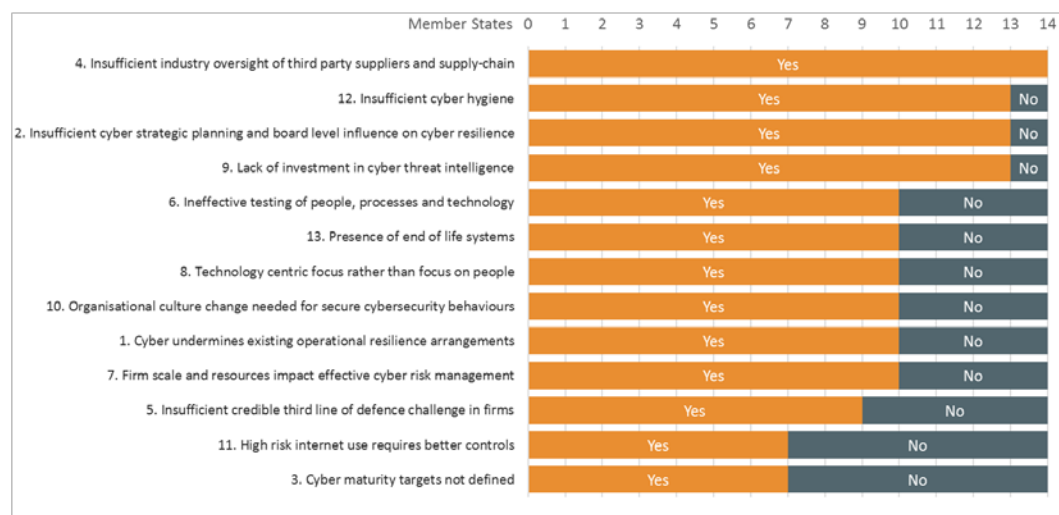 Member States 0 1 2 3 4 5 6 7 8 9 10 11 12 13 14
4. Insufficient industry oversight of third party suppliers and supply-chain Yes
12. Insufficient cyber hygiene Yes No
2. Insufficient cyber strategic planning and board level influence on cyber resilience Yes No
9. Lack of investment in cyber threat intelligence Yes No
6. Ineffective testing of people, processes and technology Yes No
13. Presence of end of life systems Yes No
8. Technology centric focus rather than focus on people Yes No
10. Organisational culture change needed for secure cybersecurity behaviours Yes No
1. Cyber undermines existing operational resilience arrangements Yes No
7. Firm scale and resources impact effective cyber risk management Yes No
5. Insufficient credible third line of defence challenge in firms Yes No
11. High risk internet use requires better controls Yes No
3. Cyber maturity targets not defined Yes No